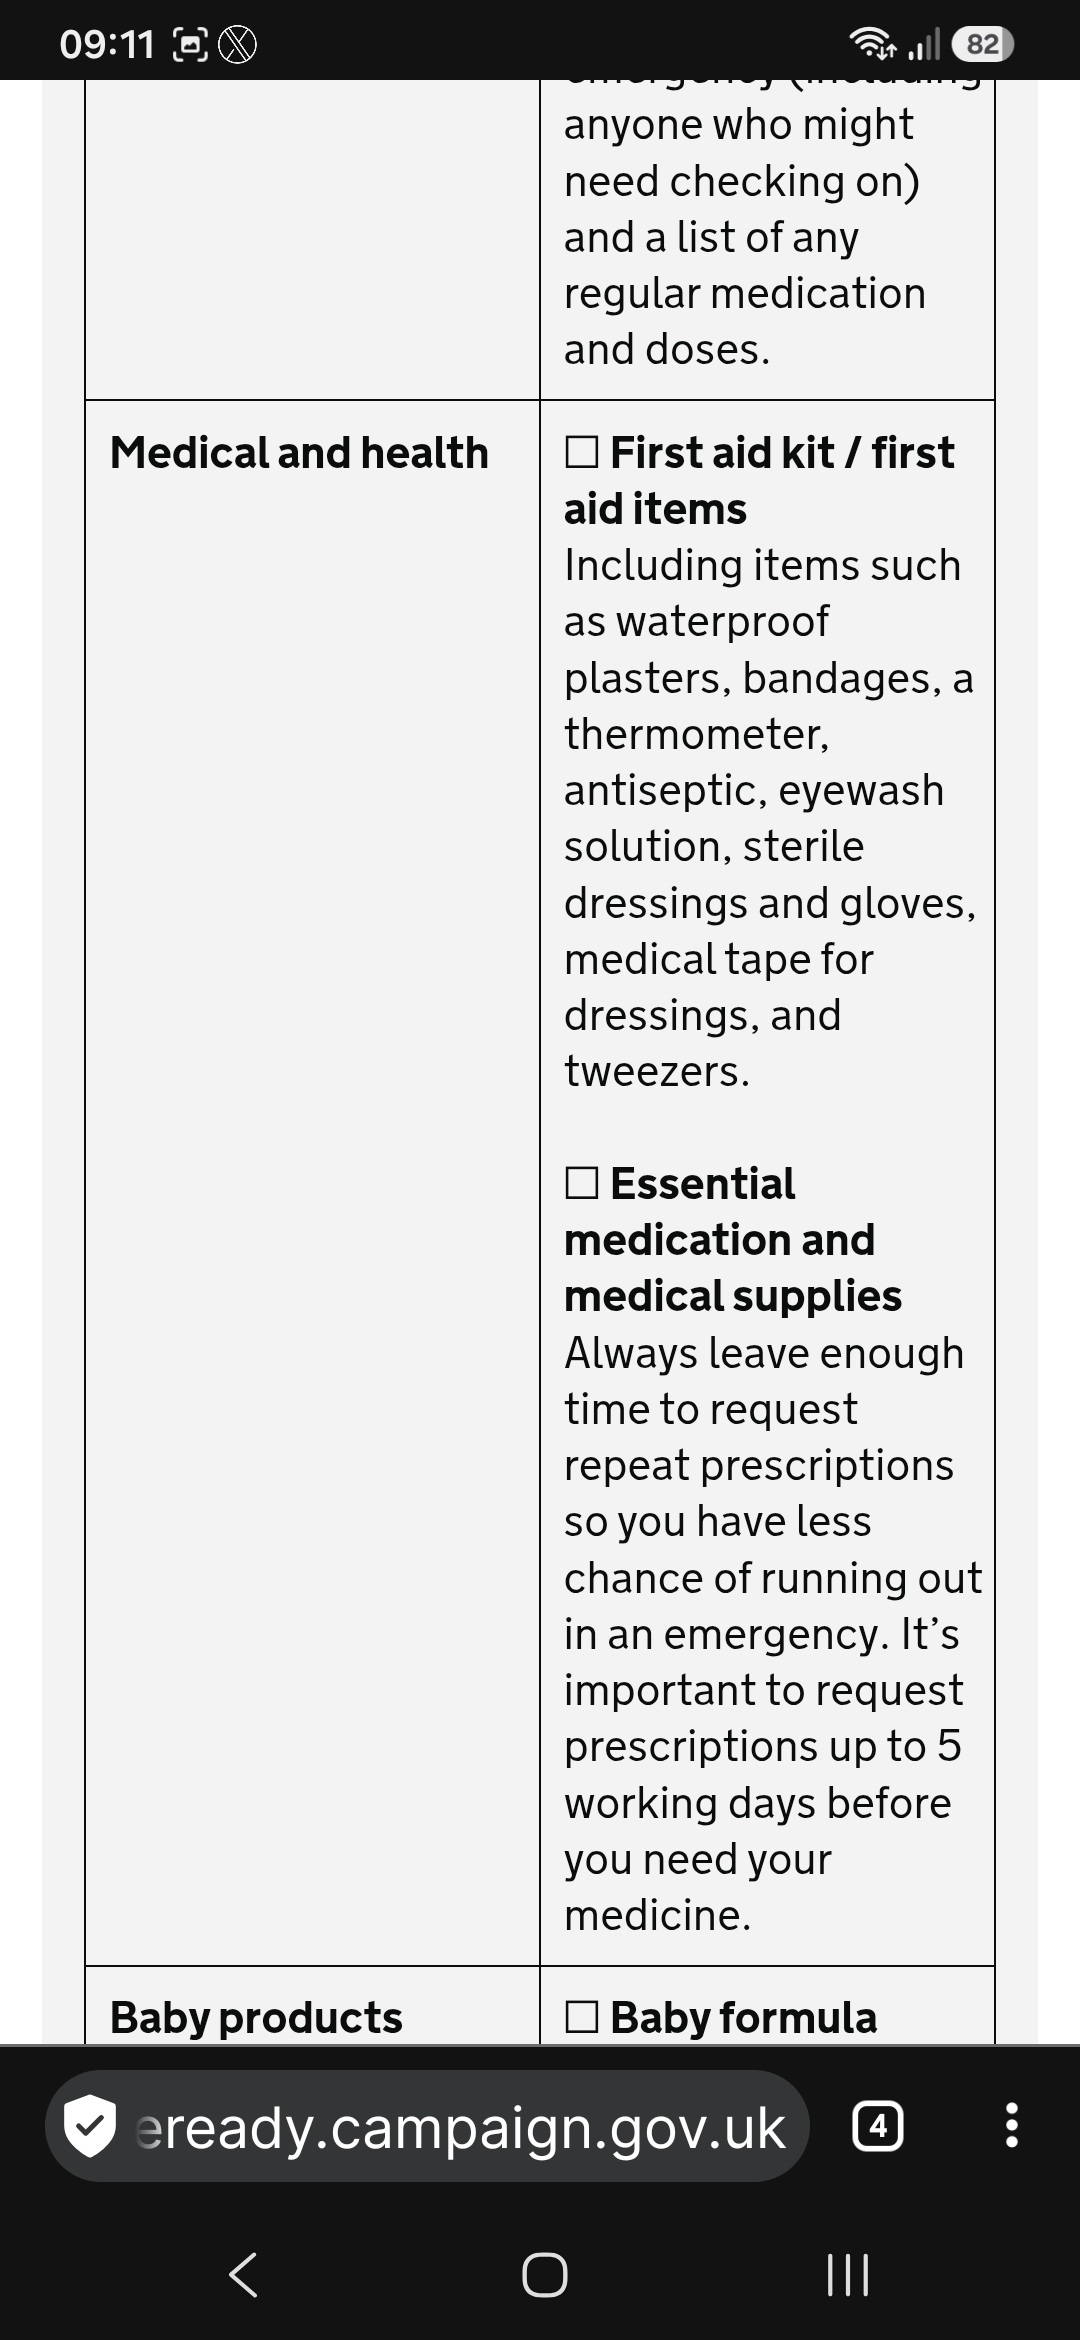 09:11
82
emergency (including
anyone who might
need checking on)
and a list of any
regular medication
and doses.
Medical and health
☐ First aid kit / first
aid items
Including items such
as waterproof
plasters, bandages, a
thermometer,
antiseptic, eyewash
solution, sterile
dressings and gloves,
medical tape for
dressings, and
tweezers.
☐ Essential
medication and
medical supplies
Always leave enough
time to request
repeat prescriptions
so you have less
chance of running out
in an emergency. It’s
important to request
prescriptions up to 5
working days before
you need your
medicine.
Baby products
☐ Baby formula
eready.campaign.gov.uk
4